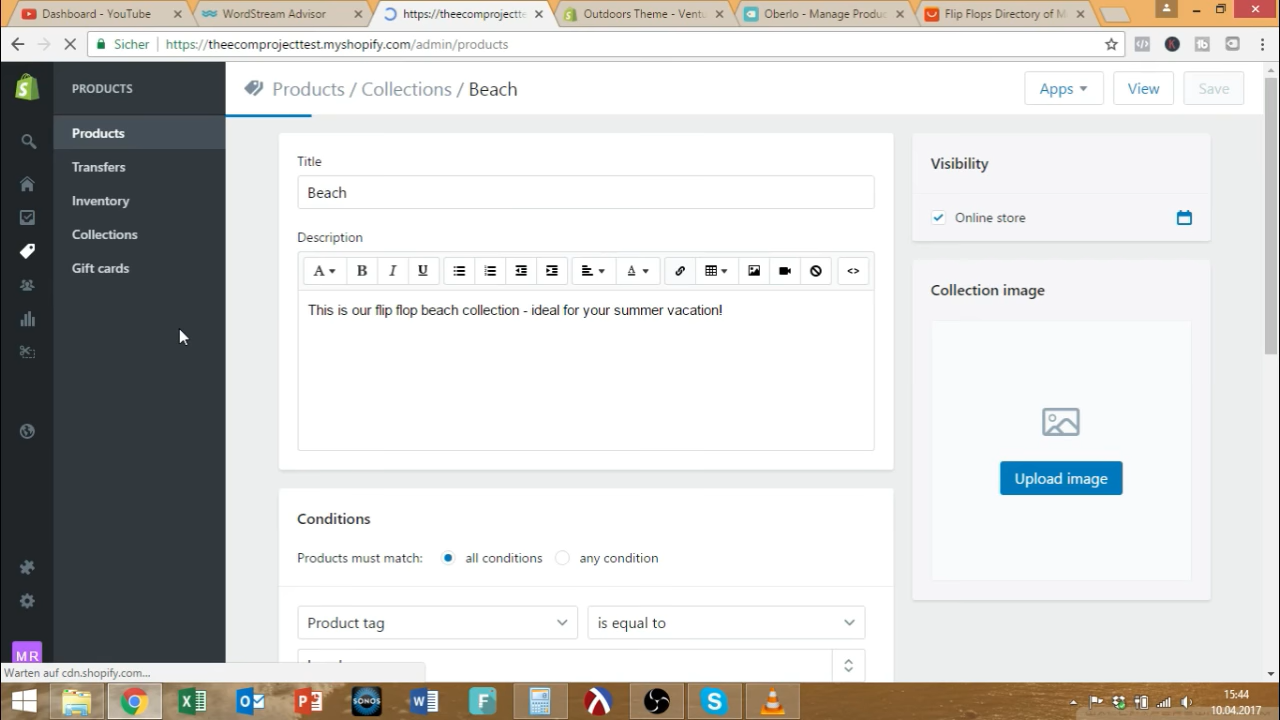 Dashboard - YouTube
WordStream Advisor
https://theecomprojectte
Outdoors Theme - Ventu
Oberlo - Manage Produc
Flip Flops Directory of M
Sicher
https://theecomprojecttest.myshopify.com/admin/products
PRODUCTS
Products / Collections / Beach
Apps
View
Save
Products
Transfers
Inventory
Collections
Gift cards
Title
Beach
Description
A B I U A <>
This is our flip flop beach collection - ideal for your summer vacation!
Visibility
Online store
Collection image
Upload image
Conditions
Products must match: all conditions any condition
Product tag
is equal to
MR
Warten auf cdn.shopify.com...
SONOS
15:44
10.04.2017